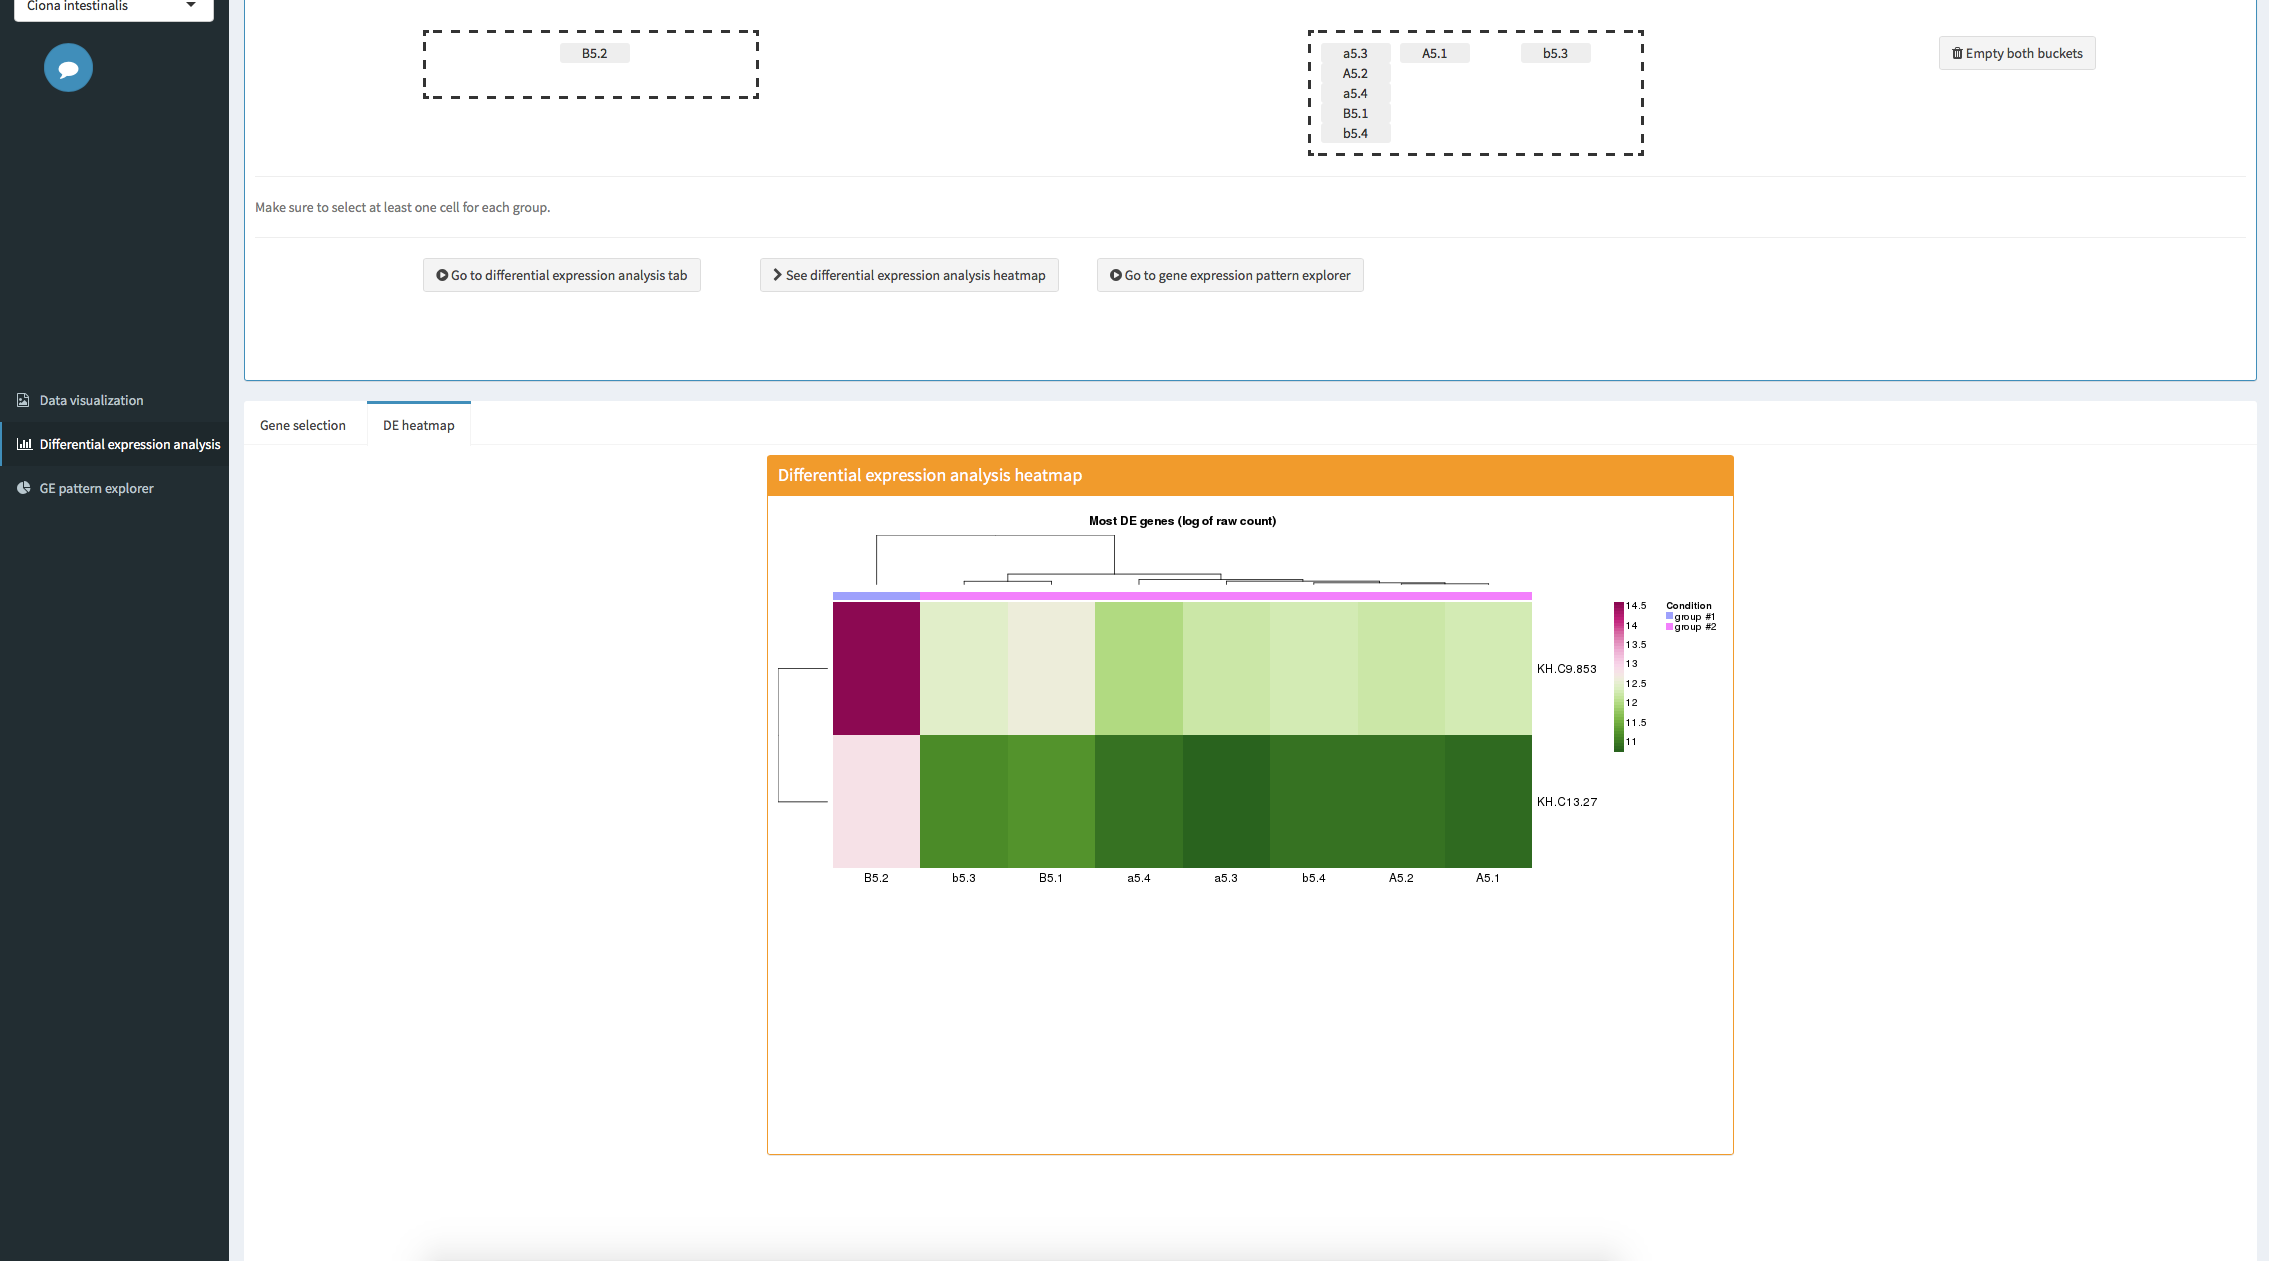 Ciona intestinalis
B5.2
a5.3 A5.1 b5.3
A5.2
a5.4
B5.1
b5.4
Empty both buckets
Make sure to select at least one cell for each group.
Go to differential expression analysis tab
See differential expression analysis heatmap
Go to gene expression pattern explorer
Data visualization
Differential expression analysis
GE pattern explorer
Gene selection
DE heatmap
Differential expression analysis heatmap
Most DE genes (log of raw count)
KH.C9.853
KH.C13.27
B5.2 b5.3 B5.1 a5.4 a5.3 b5.4 A5.2 A5.1
14.5
14
13.5
13
12.5
12
11.5
11
Condition
group #1
group #2